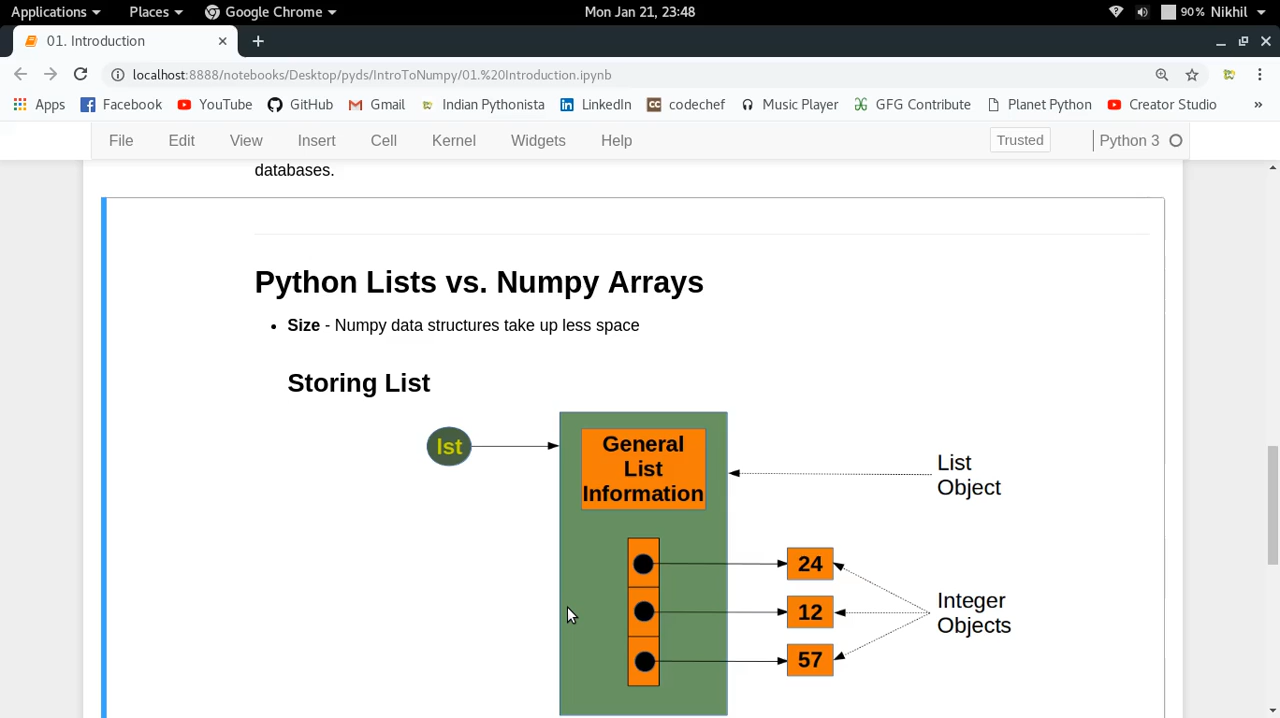 Applications Places Google Chrome Mon Jan 21, 23:48 90% Nikhil
01. Introduction
localhost:8888/notebooks/Desktop/pyds/IntroToNumpy/01.%20Introduction.ipynb
Apps Facebook YouTube GitHub Gmail Indian Pythonista LinkedIn codechef Music Player GFG Contribute Planet Python Creator Studio »
File Edit View Insert Cell Kernel Widgets Help Trusted Python 3
databases.
Python Lists vs. Numpy Arrays
• Size - Numpy data structures take up less space
Storing List
lst
General
List
Information
List
Object
24
12
57
Integer
Objects